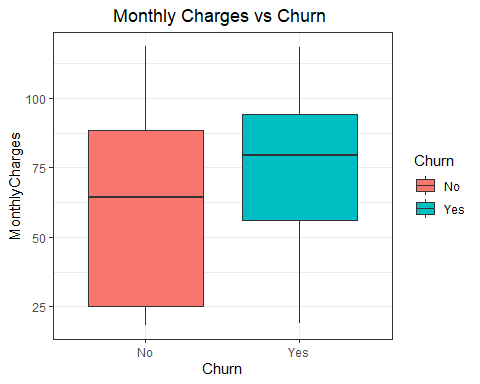 Monthly Charges vs Churn
MonthlyCharges
100
75
50
25
No
Yes
Churn
Churn
No
Yes